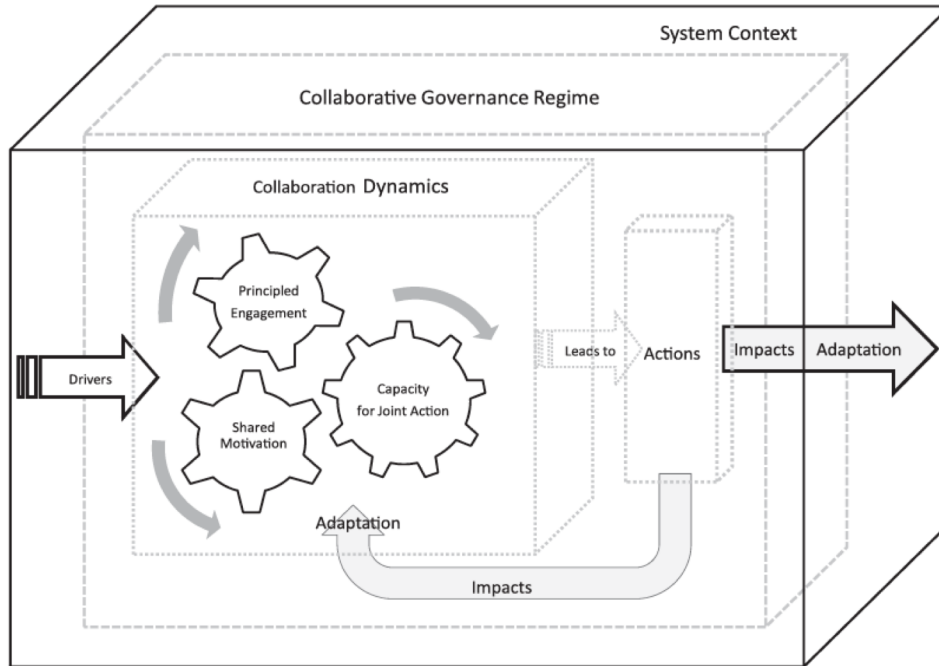 System Context
Collaborative Governance Regime
Collaboration Dynamics
Principled
Engagement
Drivers
Capacity
for Joint Action
Shared
Motivation
Leads to
Actions
Impacts
Adaptation
Adaptation
Impacts